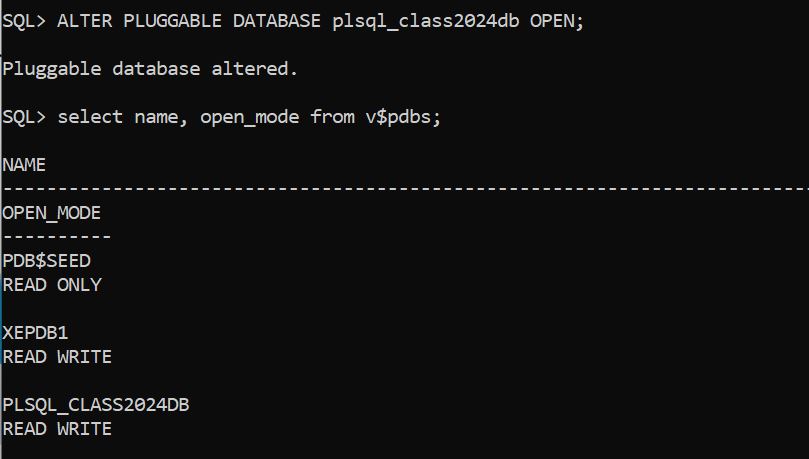 SQL> ALTER PLUGGABLE DATABASE plsql_class2024db OPEN;
Pluggable database altered.
SQL> select name, open_mode from v$pdbs;
NAME
--------------------------------------------------------------------------------
OPEN_MODE
----------
PDB$SEED
READ ONLY
XEPDB1
READ WRITE
PLSQL_CLASS2024DB
READ WRITE